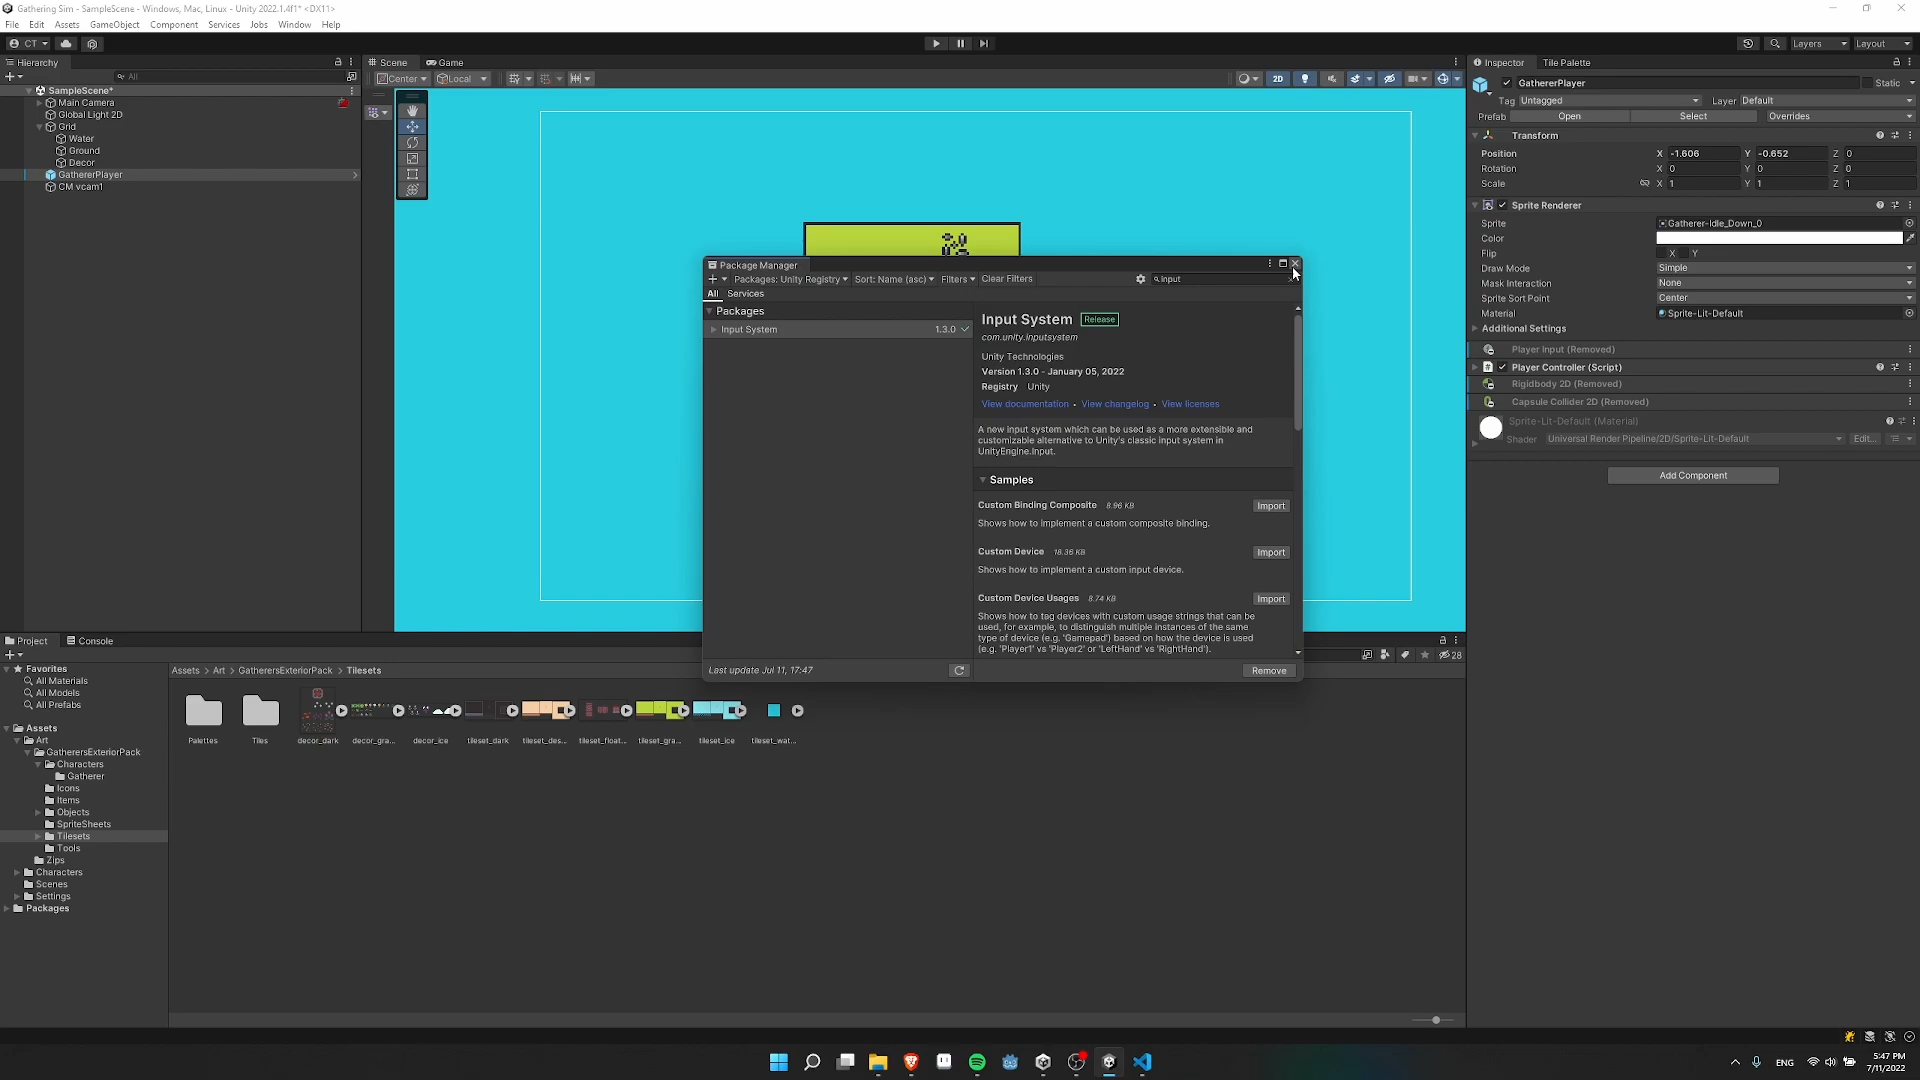 Gathering Sim - SampleScene - Windows, Mac, Linux - Unity 2022.1.4f1* <DX11>
File Edit Assets GameObject Component Services Jobs Window Help
CT Layers Layout
Hierarchy
All
SampleScene*
Main Camera
Global Light 2D
Grid
Water
Ground
Decor
GathererPlayer
CM vcam1
Scene Game
Center Local 2D
Package Manager
Packages: Unity Registry Sort: Name (asc) Filters Clear Filters input
All Services
Packages
Input System 1.3.0
Input System Release
com.unity.inputsystem
Unity Technologies
Version 1.3.0 - January 05, 2022
Registry Unity
View documentation • View changelog • View licenses
A new input system which can be used as a more extensible and
customizable alternative to Unity's classic input system in
UnityEngine.Input.
Samples
Custom Binding Composite 8.96 KB Import
Shows how to implement a custom composite binding.
Custom Device 18.36 KB Import
Shows how to implement a custom input device.
Custom Device Usages 8.74 KB Import
Shows how to tag devices with custom usage strings that can be
used, for example, to distinguish multiple instances of the same
type of device (e.g. 'Gamepad') based on how the device is used
(e.g. 'Player1' vs 'Player2' or 'LeftHand' vs 'RightHand').
Last update Jul 11, 17:47 Remove
Inspector Tile Palette
GathererPlayer Static
Tag Untagged Layer Default
Prefab Open Select Overrides
Transform
Position X -1.606 Y -0.652 Z 0
Rotation X 0 Y 0 Z 0
Scale X 1 Y 1 Z 1
Sprite Renderer
Sprite Gatherer-Idle_Down_0
Color
Flip X Y
Draw Mode Simple
Mask Interaction None
Sprite Sort Point Center
Material Sprite-Lit-Default
Additional Settings
Player Input (Removed)
Player Controller (Script)
Rigidbody 2D (Removed)
Capsule Collider 2D (Removed)
Sprite-Lit-Default (Material)
Shader Universal Render Pipeline/2D/Sprite-Lit-Default Edit...
Add Component
Project Console
28
Favorites
All Materials
All Models
All Prefabs
Assets
Art
GatherersExteriorPack
Characters
Gatherer
Icons
Items
Objects
SpriteSheets
Tilesets
Tools
Zips
Characters
Scenes
Settings
Packages
Assets > Art > GatherersExteriorPack > Tilesets
Palettes Tiles decor_dark decor_gra... decor_ice tileset_dark tileset_des... tileset_float... tileset_gra... tileset_ice tileset_wat...
ENG
5:47 PM
7/11/2022